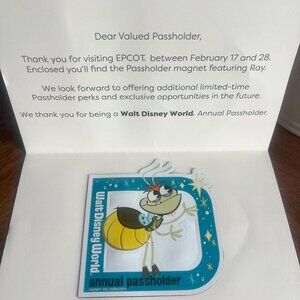 Dear Valued Passholder,
Thank you for visiting EPCOT. between February 17 and 28.
Enclosed you'll find the Passholder magnet featuring Ray.
We look forward to offering additional limited-time
Passholder perks and exclusive opportunities in the future.
We thank you for being a Walt Disney World. Annual Passholder.
Walt Disney World
annual passholder